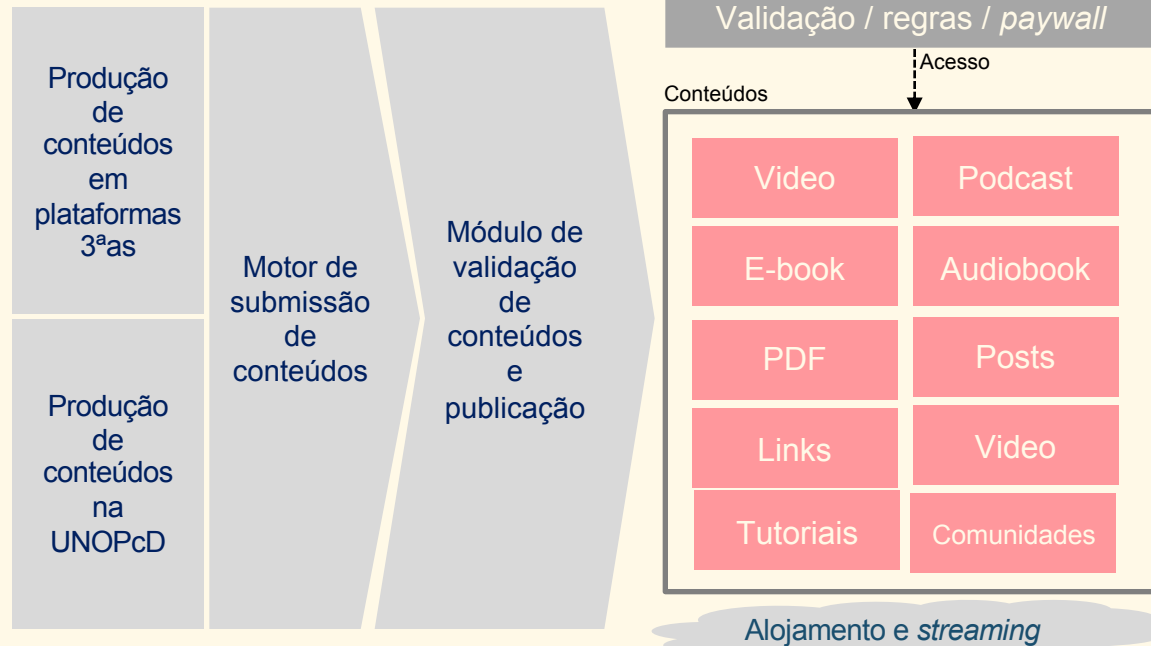 Produção
de
conteúdos
em
plataformas
3ªas
Produção
de
conteúdos
na
UNOPcD
Motor de
submissão
de
conteúdos
Módulo de
validação
de
conteúdos
e
publicação
Validação / regras / paywall
Acesso
Conteúdos
Video
Podcast
E-book
Audiobook
PDF
Posts
Links
Video
Tutoriais
Comunidades
Alojamento e streaming